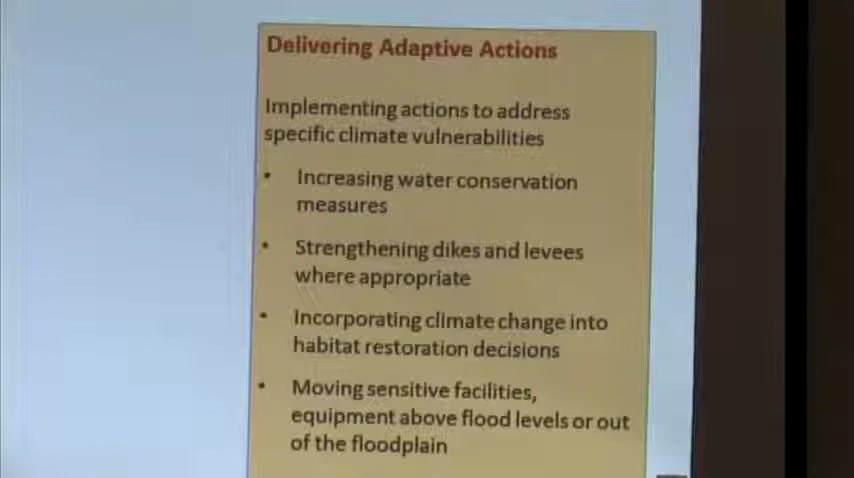 Delivering Adaptive Actions
Implementing actions to address
specific climate vulnerabilities
• Increasing water conservation
measures
• Strengthening dikes and levees
where appropriate
• Incorporating climate change into
habitat restoration decisions
• Moving sensitive facilities,
equipment above flood levels or out
of the floodplain